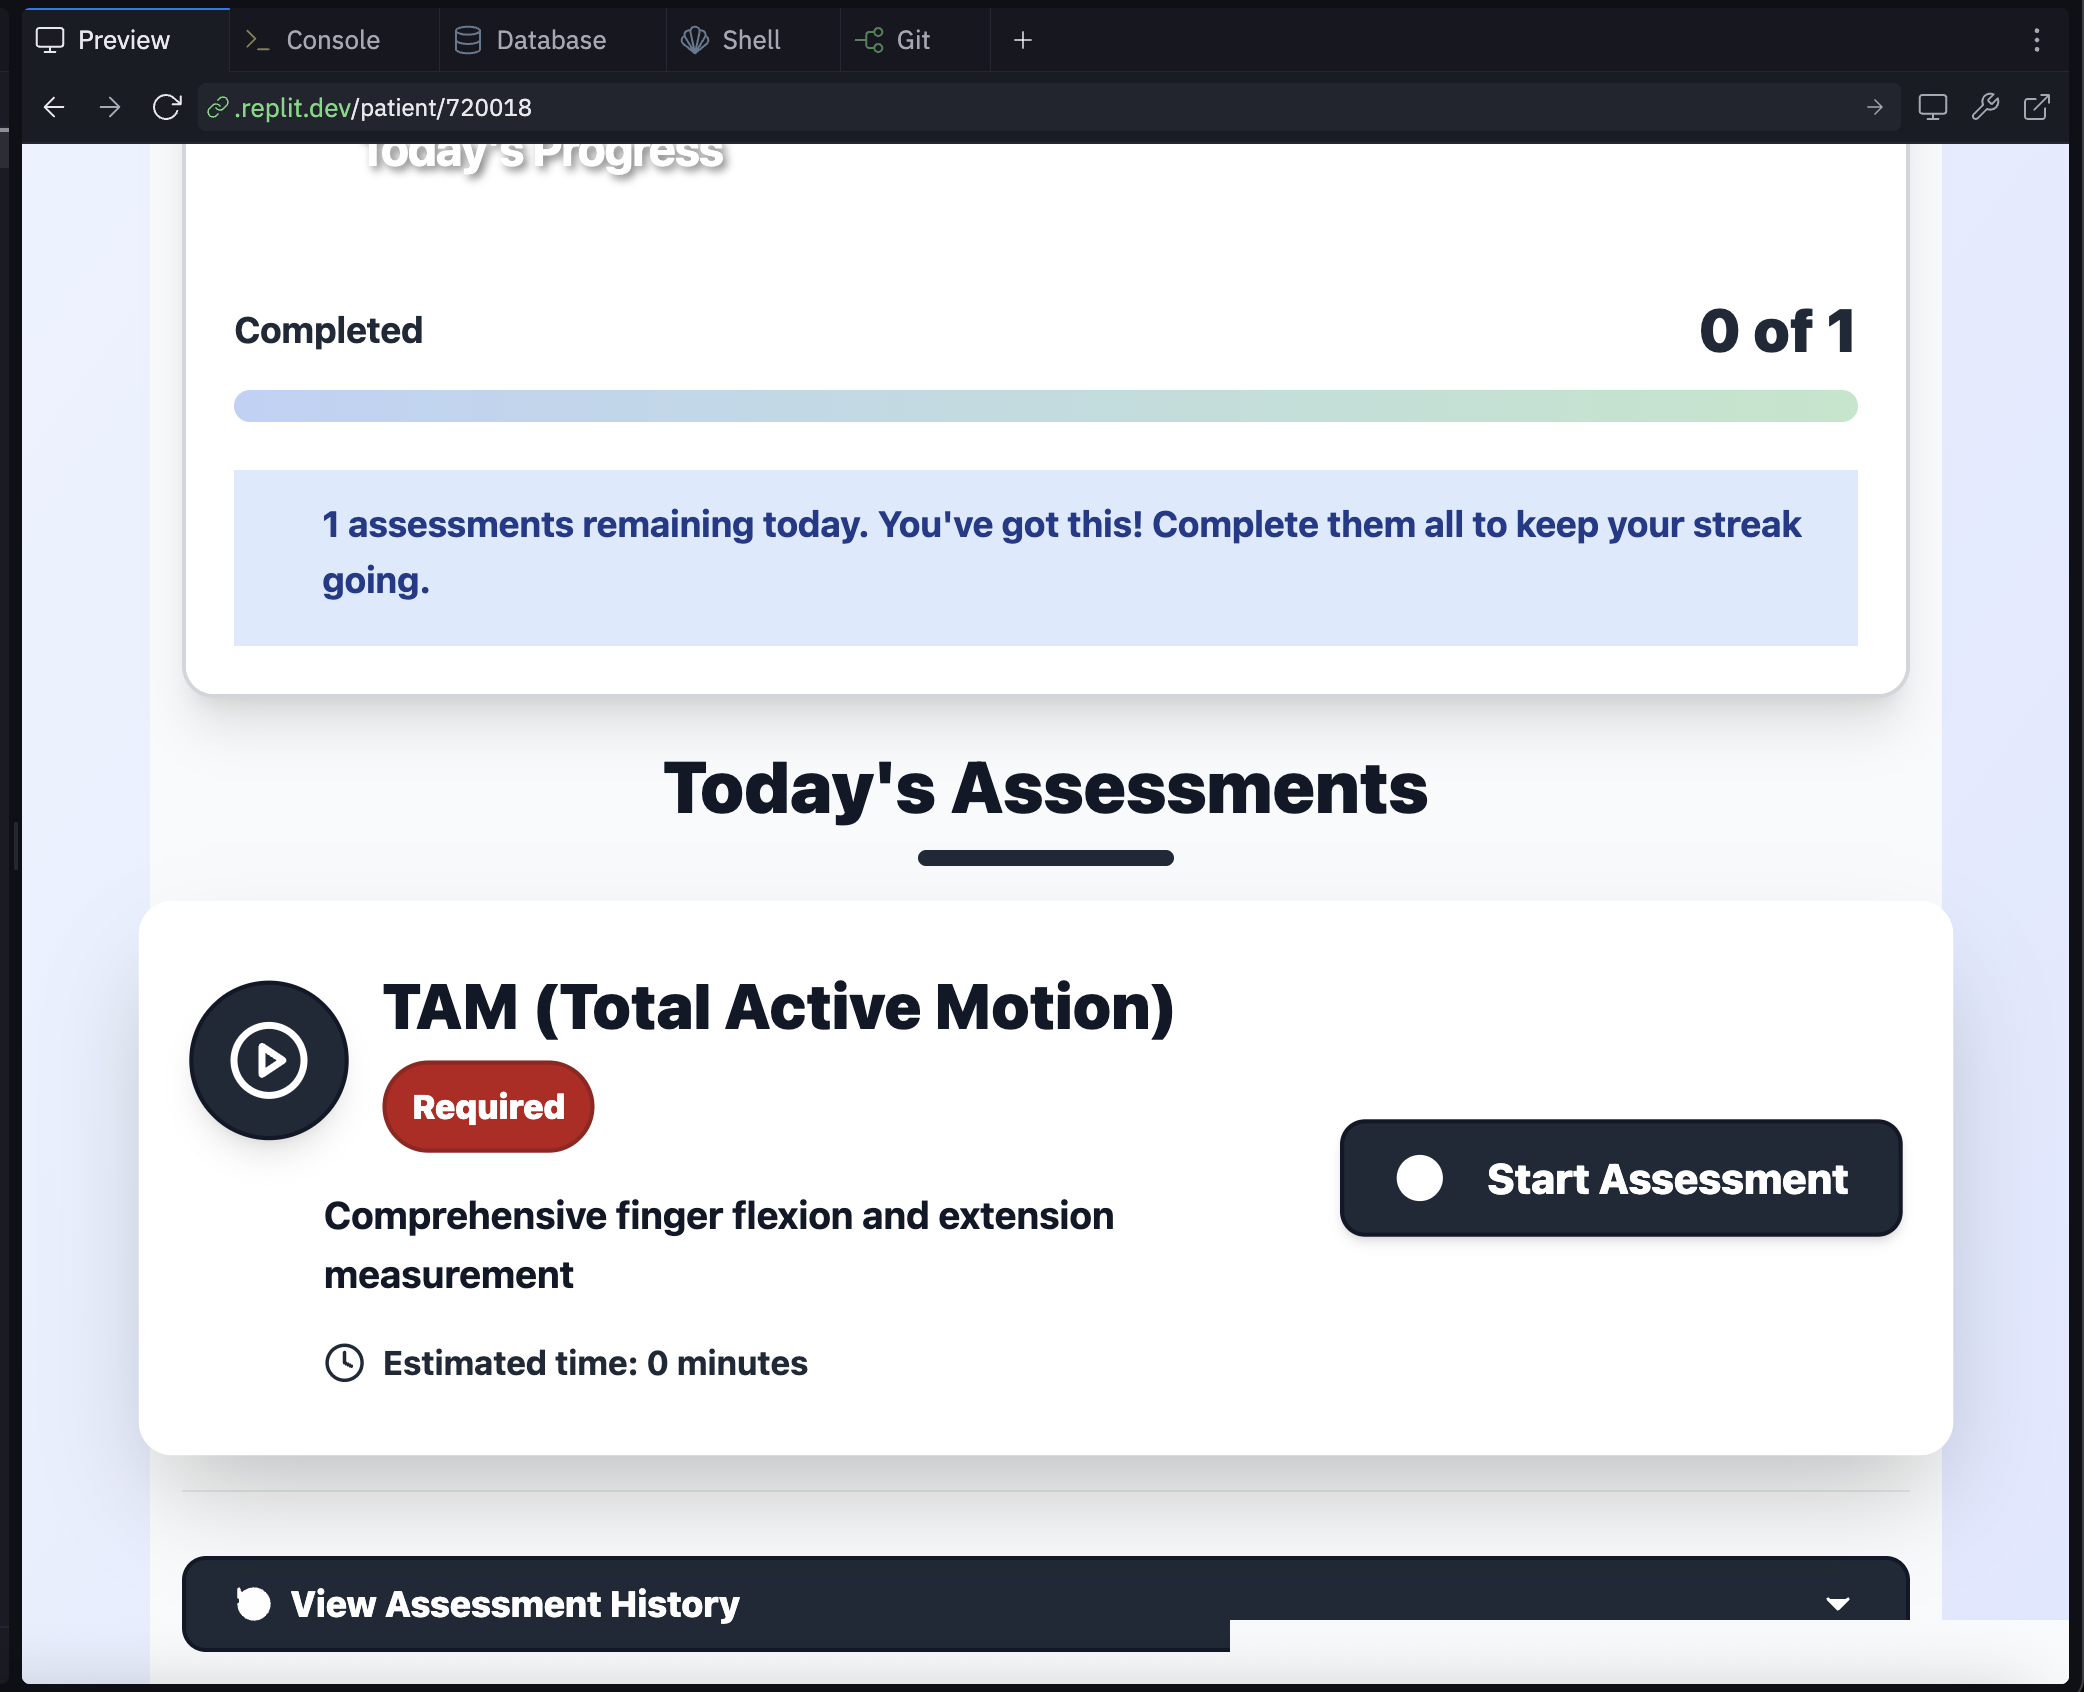 Preview
Console
Database
Shell
Git
.replit.dev/patient/720018
Today's Progress
Completed
0 of 1
1 assessments remaining today. You've got this! Complete them all to keep your streak
going.
Today's Assessments
TAM (Total Active Motion)
Required
Start Assessment
Comprehensive finger flexion and extension
measurement
Estimated time: 0 minutes
View Assessment History